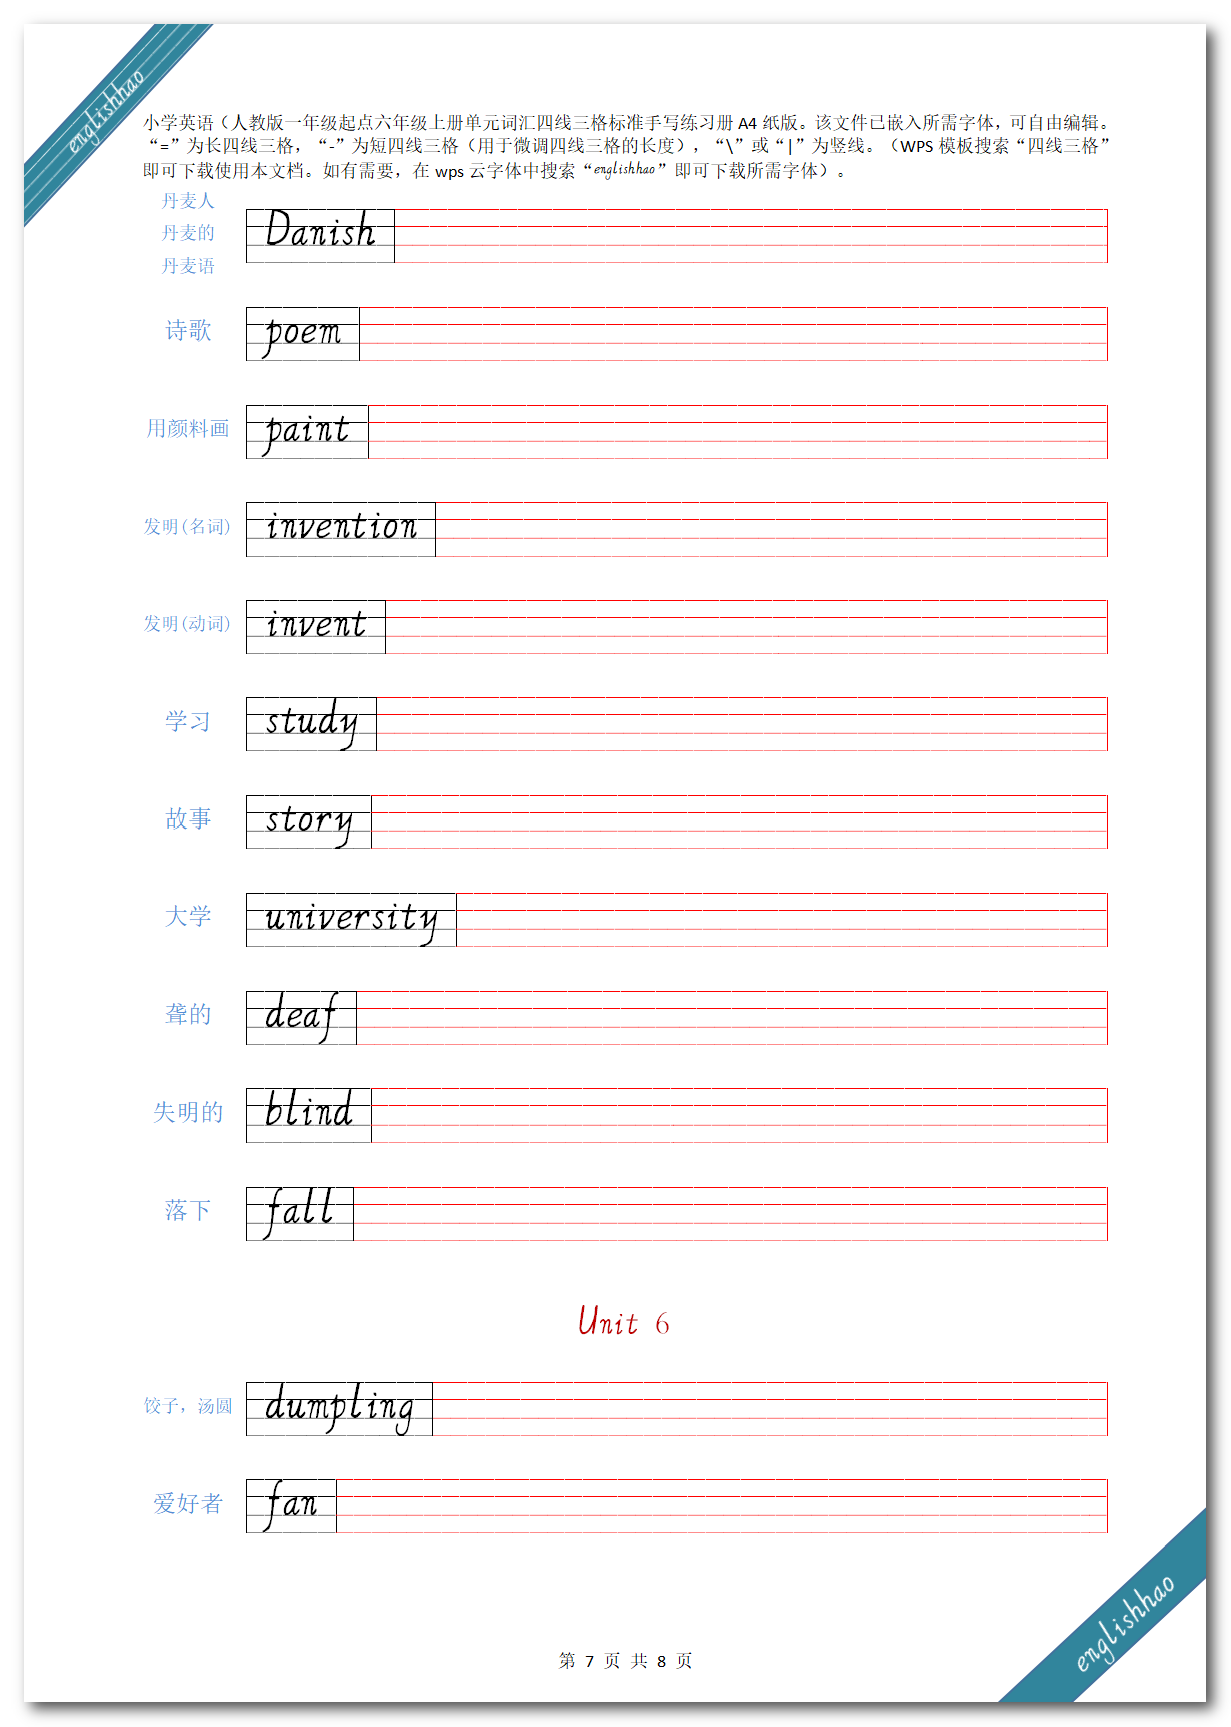 englishhao
小学英语（人教版一年级起点六年级上册单元词汇四线三格标准手写练习册 A4 纸版。该文件已嵌入所需字体，可自由编辑。
“=”为长四线三格，“-”为短四线三格（用于微调四线三格的长度），“\”或“|”为竖线。（WPS 模板搜索“四线三格”
即可下载使用本文档。如有需要，在 wps 云字体中搜索“englishhao”即可下载所需字体）。
丹麦人
丹麦的
丹麦语
Danish
诗歌 poem
用颜料画 paint
发明(名词) invention
发明(动词) invent
学习 study
故事 story
大学 university
聋的 deaf
失明的 blind
落下 fall
Unit 6
饺子，汤圆 dumpling
爱好者 fan
englishhao
第 7 页 共 8 页